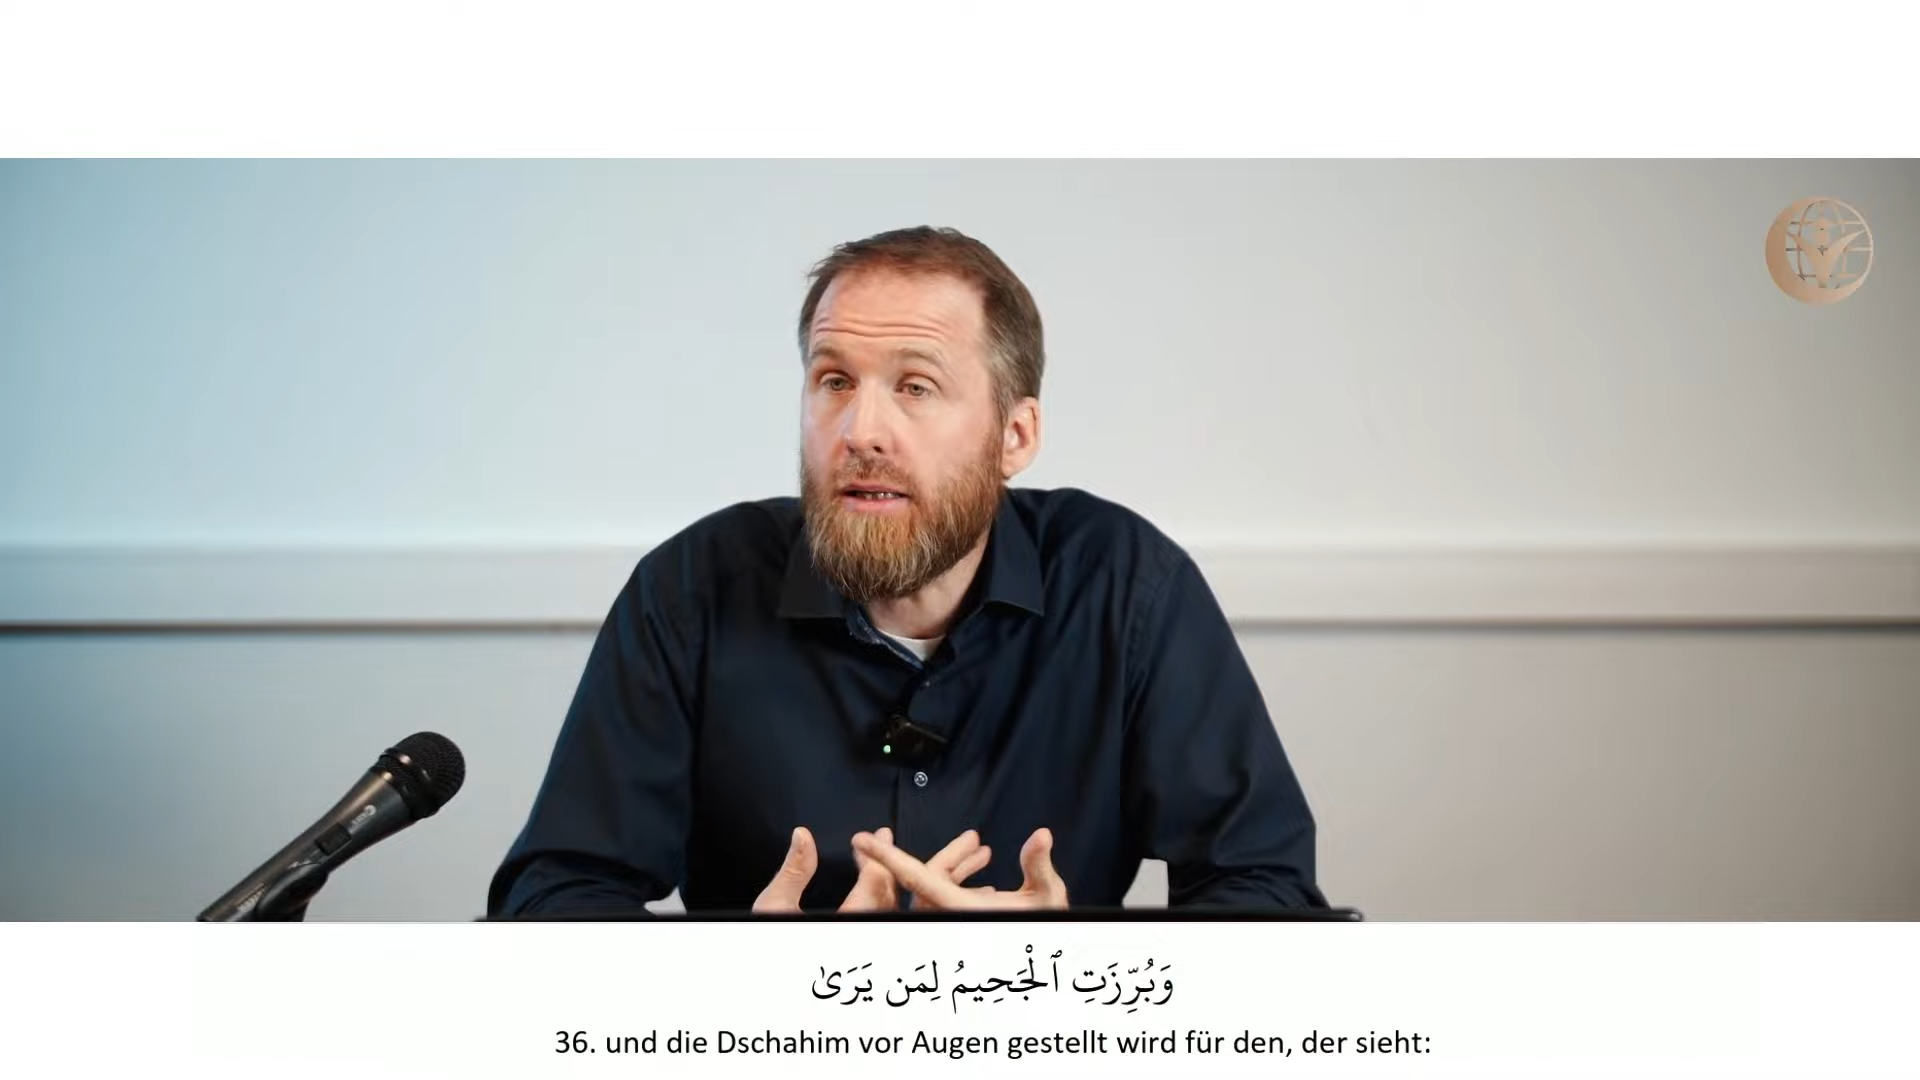 وَبُرِّزَتِ ٱلْجَحِيمُ لِمَن يَرَىٰ
36. und die Dschahim vor Augen gestellt wird für den, der sieht: